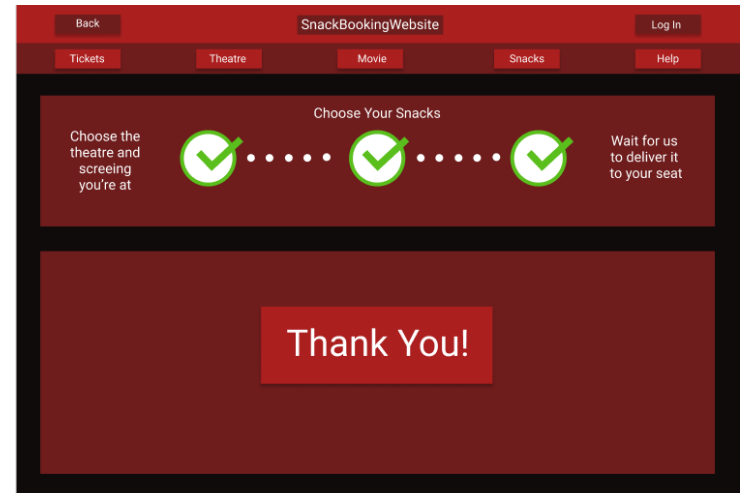 Back
SnackBookingWebsite
Log In
Tickets
Theatre
Movie
Snacks
Help
Choose Your Snacks
Choose the
theatre and
screeing
you're at
Wait for us
to deliver it
to your seat
Thank You!